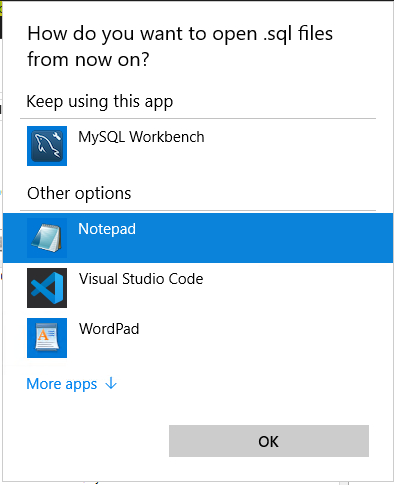 How do you want to open .sql files
from now on?
Keep using this app
MySQL Workbench
Other options
Notepad
Visual Studio Code
WordPad
More apps
OK